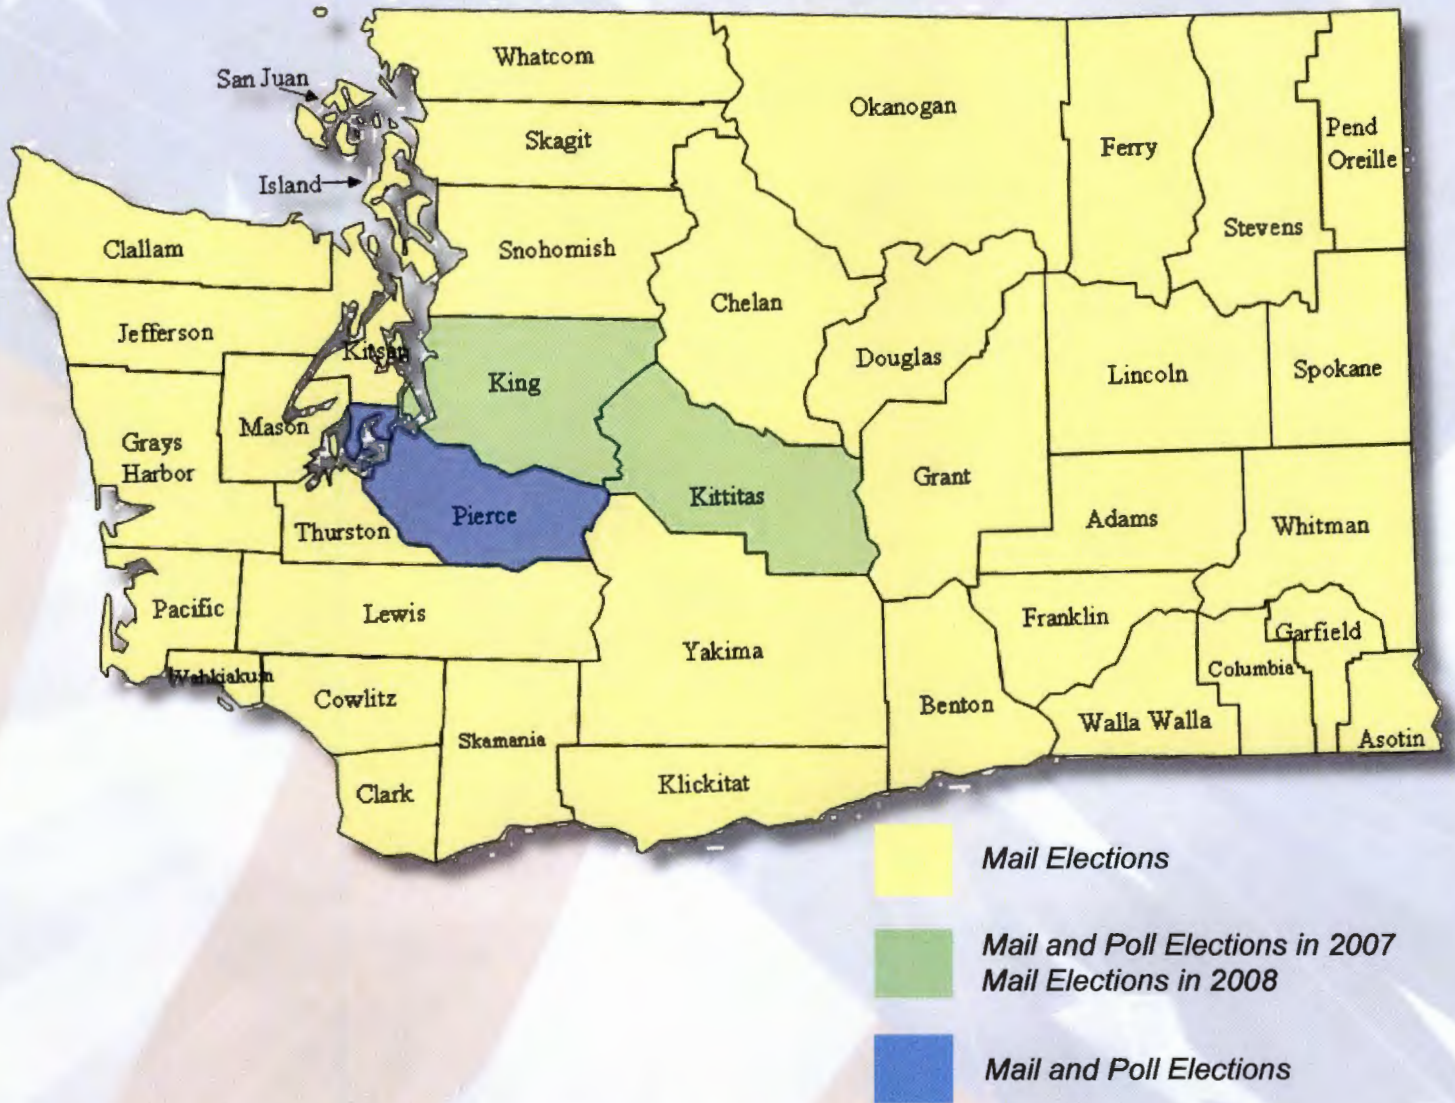 Whatcom
San Juan
Okanogan
Skagit
Ferry
Pend
Oreille
Island
Stevens
Clallam
Snohomish
Chelan
Jefferson
Kitsap
King
Douglas
Lincoln
Spokane
Mason
Grays
Harbor
Kittitas
Grant
Pierce
Thurston
Adams
Whitman
Pacific
Lewis
Franklin
Garfield
Yakima
Wahkiakum
Columbia
Cowlitz
Benton
Walla Walla
Skamania
Asotin
Clark
Klickitat
Mail Elections
Mail and Poll Elections in 2007
Mail Elections in 2008
Mail and Poll Elections